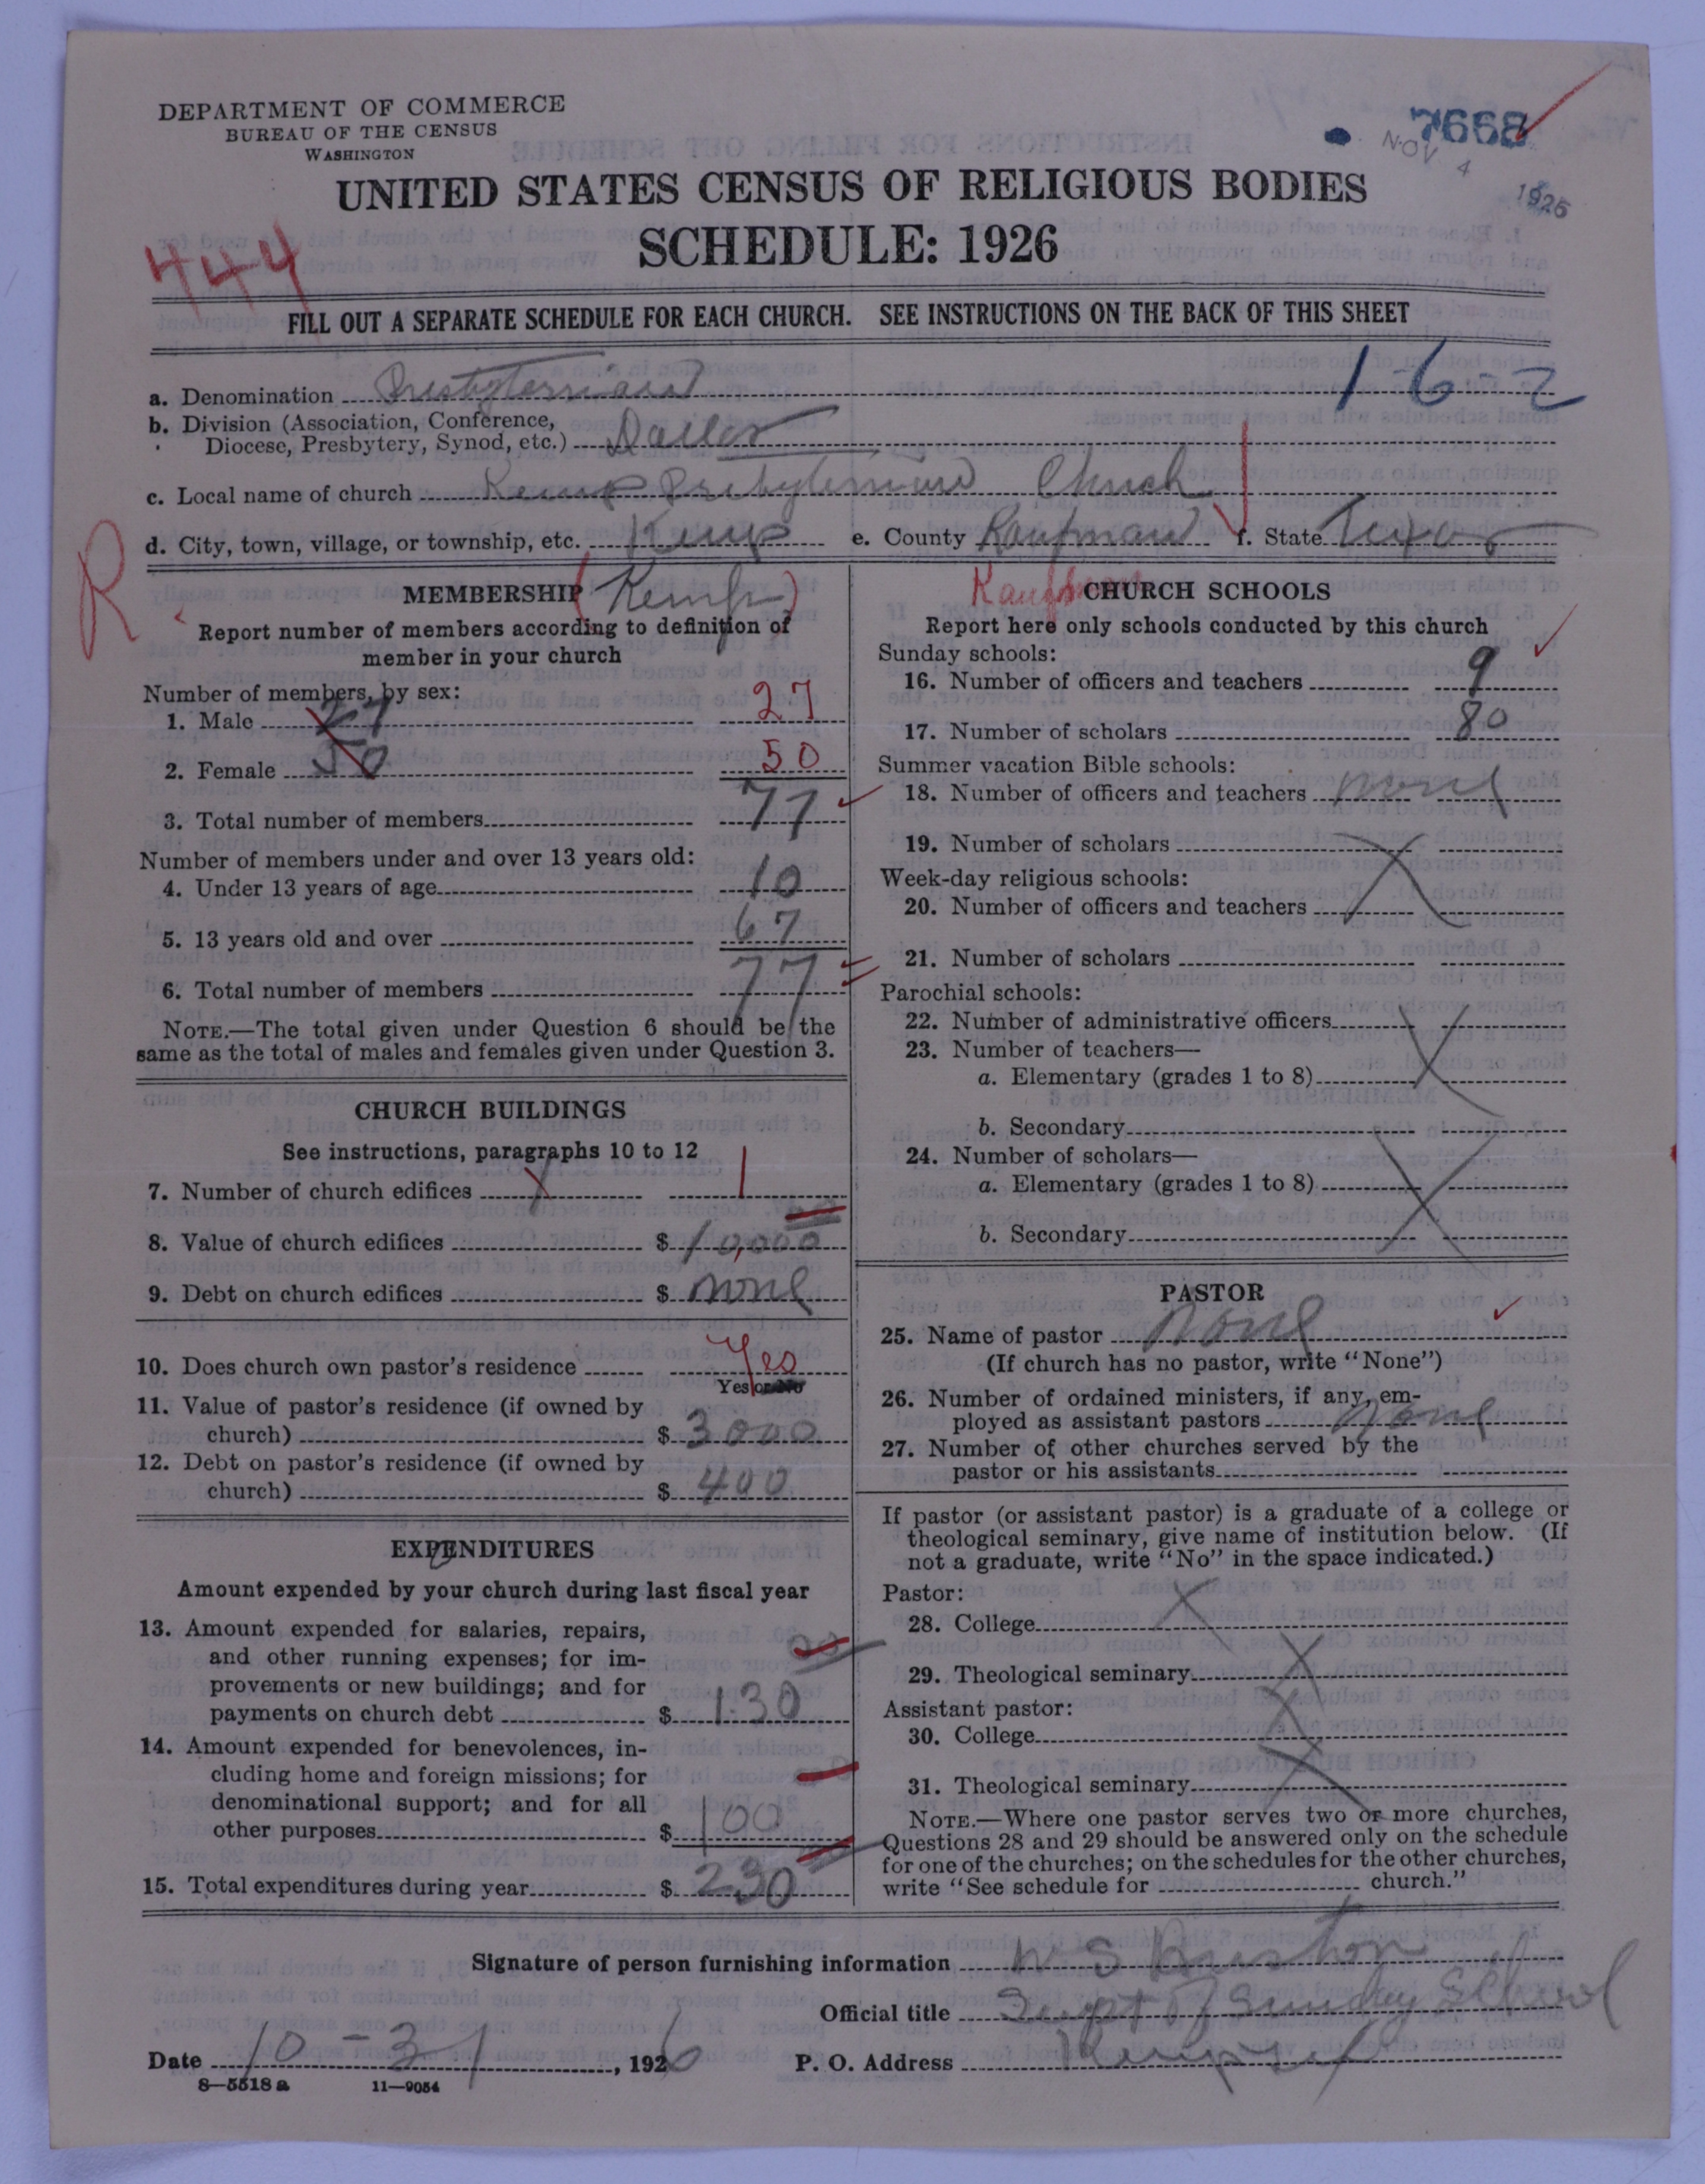 DEPARTMENT OF COMMERCE
BUREAU OF THE CENSUS
WASHINGTON
7668
NOV 4 1926
UNITED STATES CENSUS OF RELIGIOUS BODIES
SCHEDULE: 1926
444
FILL OUT A SEPARATE SCHEDULE FOR EACH CHURCH. SEE INSTRUCTIONS ON THE BACK OF THIS SHEET
1-6-2
a. Denomination Presbyterian
b. Division (Association, Conference,
Diocese, Presbytery, Synod, etc.) Dallas
c. Local name of church Kemp Presbyterian Church
d. City, town, village, or township, etc. Kemp e. County Kaufman f. State Texas
R
MEMBERSHIP (Kemp)
Report number of members according to definition of
member in your church
Number of members, by sex:
1. Male 27 27
2. Female 50 50
3. Total number of members 77
Number of members under and over 13 years old:
4. Under 13 years of age 10
5. 13 years old and over 67
6. Total number of members 77
NOTE.—The total given under Question 6 should be the
same as the total of males and females given under Question 3.
CHURCH BUILDINGS
See instructions, paragraphs 10 to 12
7. Number of church edifices 1 1
8. Value of church edifices $ 10,000
9. Debt on church edifices $ none
10. Does church own pastor's residence Yes
Yes or No
11. Value of pastor's residence (if owned by
church) $ 3000
12. Debt on pastor's residence (if owned by
church) $ 400
EXPENDITURES
Amount expended by your church during last fiscal year
13. Amount expended for salaries, repairs,
and other running expenses; for im-
provements or new buildings; and for
payments on church debt $ 130
14. Amount expended for benevolences, in-
cluding home and foreign missions; for
denominational support; and for all
other purposes $ 100
15. Total expenditures during year $ 230
Kaufman
CHURCH SCHOOLS
Report here only schools conducted by this church
Sunday schools:
16. Number of officers and teachers 9
17. Number of scholars 80
Summer vacation Bible schools:
18. Number of officers and teachers none
19. Number of scholars
Week-day religious schools:
20. Number of officers and teachers
21. Number of scholars
Parochial schools:
22. Number of administrative officers
23. Number of teachers—
a. Elementary (grades 1 to 8)
b. Secondary
24. Number of scholars—
a. Elementary (grades 1 to 8)
b. Secondary
PASTOR
25. Name of pastor none
(If church has no pastor, write "None")
26. Number of ordained ministers, if any, em-
ployed as assistant pastors none
27. Number of other churches served by the
pastor or his assistants
If pastor (or assistant pastor) is a graduate of a college or
theological seminary, give name of institution below. (If
not a graduate, write "No" in the space indicated.)
Pastor:
28. College
29. Theological seminary
Assistant pastor:
30. College
31. Theological seminary
NOTE.—Where one pastor serves two or more churches,
Questions 28 and 29 should be answered only on the schedule
for one of the churches; on the schedules for the other churches,
write "See schedule for church."
Signature of person furnishing information W S
Official title Supt of Sunday School
Date 10-31, 1926 P. O. Address Kemp
8—5518 a 11—9054